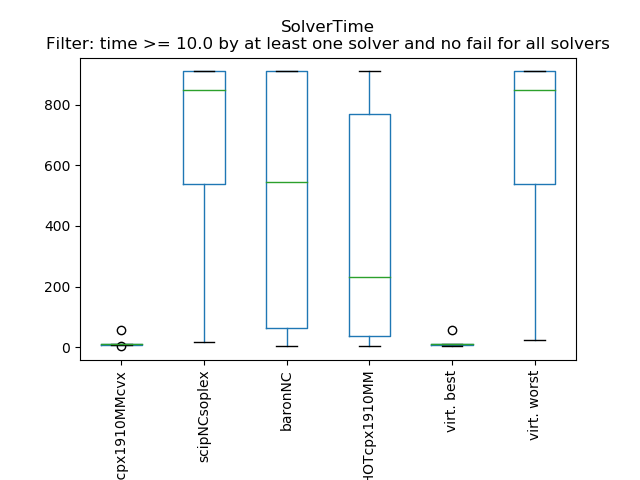 SolverTime
Filter: time >= 10.0 by at least one solver and no fail for all solvers
800
600
400
200
0
cpx1910MMcvx
scipNCsoplex
baronNC
HOTcpx1910MM
virt. best
virt. worst